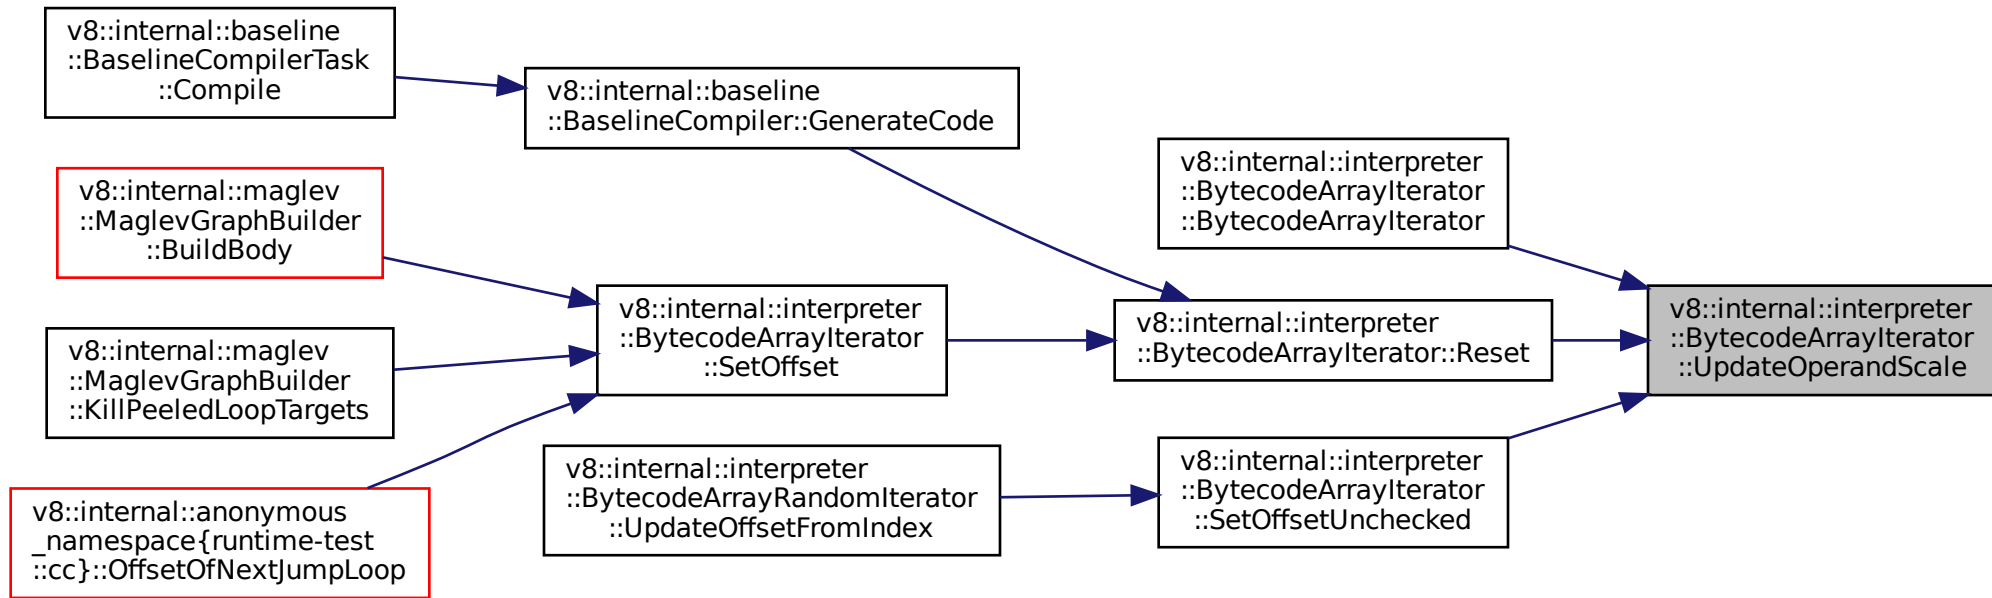 v8::internal::baseline
::BaselineCompilerTask
::Compile
v8::internal::baseline
::BaselineCompiler::GenerateCode
v8::internal::maglev
::MaglevGraphBuilder
::BuildBody
v8::internal::maglev
::MaglevGraphBuilder
::KillPeeledLoopTargets
v8::internal::anonymous
_namespace{runtime-test
::cc}::OffsetOfNextJumpLoop
v8::internal::interpreter
::BytecodeArrayIterator
::SetOffset
v8::internal::interpreter
::BytecodeArrayRandomIterator
::UpdateOffsetFromIndex
v8::internal::interpreter
::BytecodeArrayIterator
::BytecodeArrayIterator
v8::internal::interpreter
::BytecodeArrayIterator::Reset
v8::internal::interpreter
::BytecodeArrayIterator
::SetOffsetUnchecked
v8::internal::interpreter
::BytecodeArrayIterator
::UpdateOperandScale